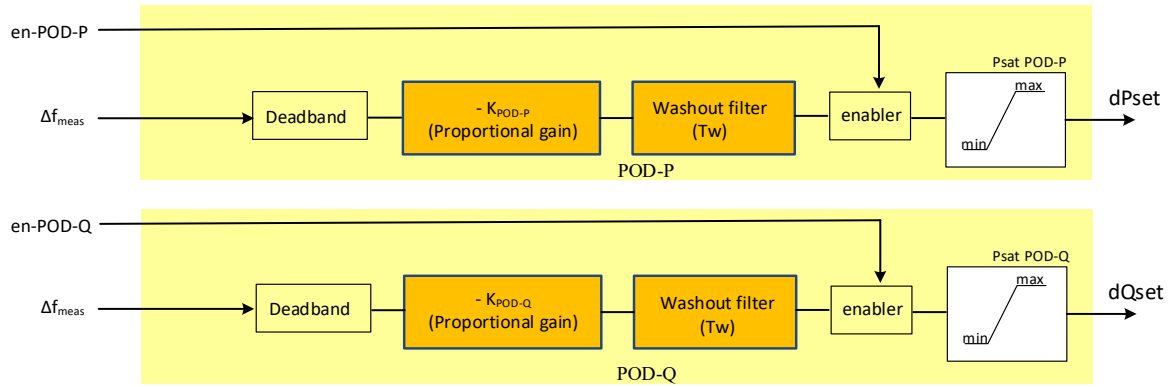 en-POD-P
Psat POD-P
max
min
dPset
Δfmeas
Deadband
- KPOD-P
(Proportional gain)
Washout filter
(Tw)
enabler
POD-P
en-POD-Q
Psat POD-Q
max
min
dQset
Δfmeas
Deadband
- KPOD-Q
(Proportional gain)
Washout filter
(Tw)
enabler
POD-Q